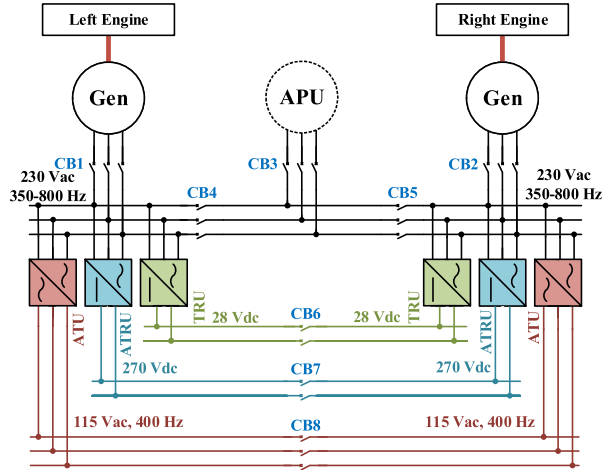 Left Engine
Right Engine
Gen
APU
Gen
CB1
CB3
CB2
230 Vac
350-800 Hz
230 Vac
350-800 Hz
CB4
CB5
ATU
ATRU
TRU
TRU
ATRU
ATU
28 Vdc
CB6
28 Vdc
270 Vdc
CB7
270 Vdc
115 Vac, 400 Hz
CB8
115 Vac, 400 Hz